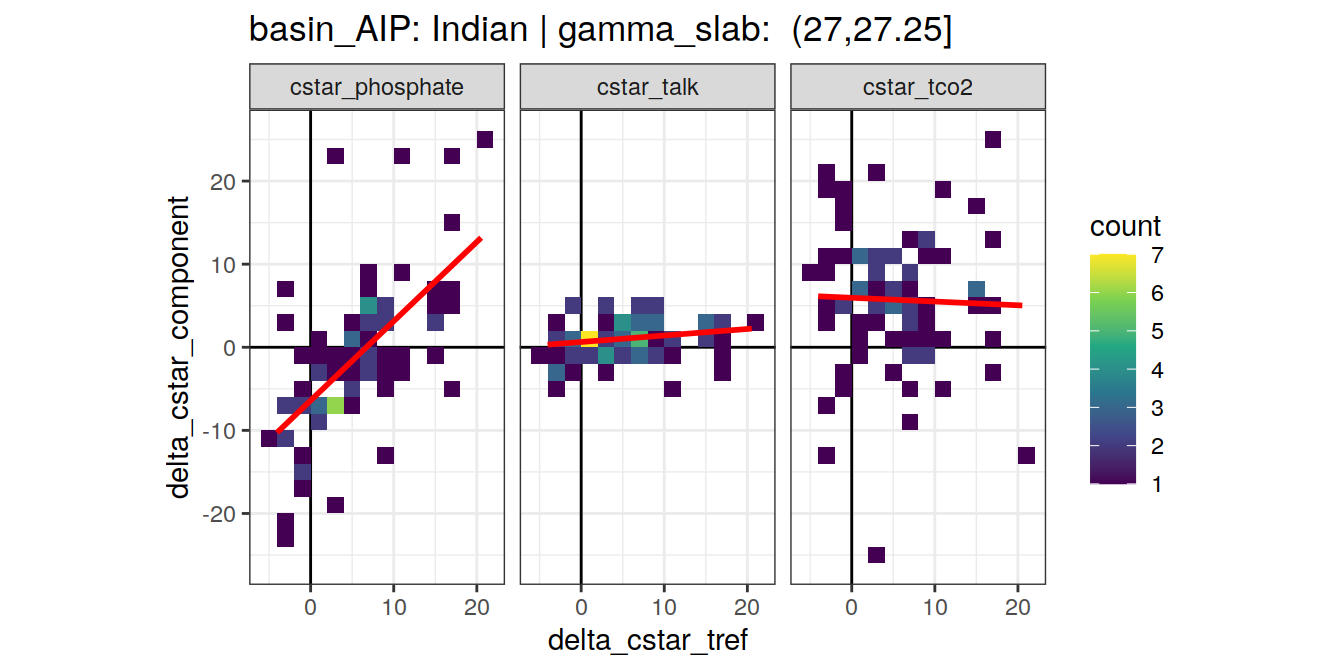 basin_AIP: Indian | gamma_slab:  (27,27.25]
cstar_phosphate
cstar_talk
cstar_tco2
delta_cstar_component
20
10
0
-10
-20
0 10 20
0 10 20
0 10 20
delta_cstar_tref
count
7
6
5
4
3
2
1